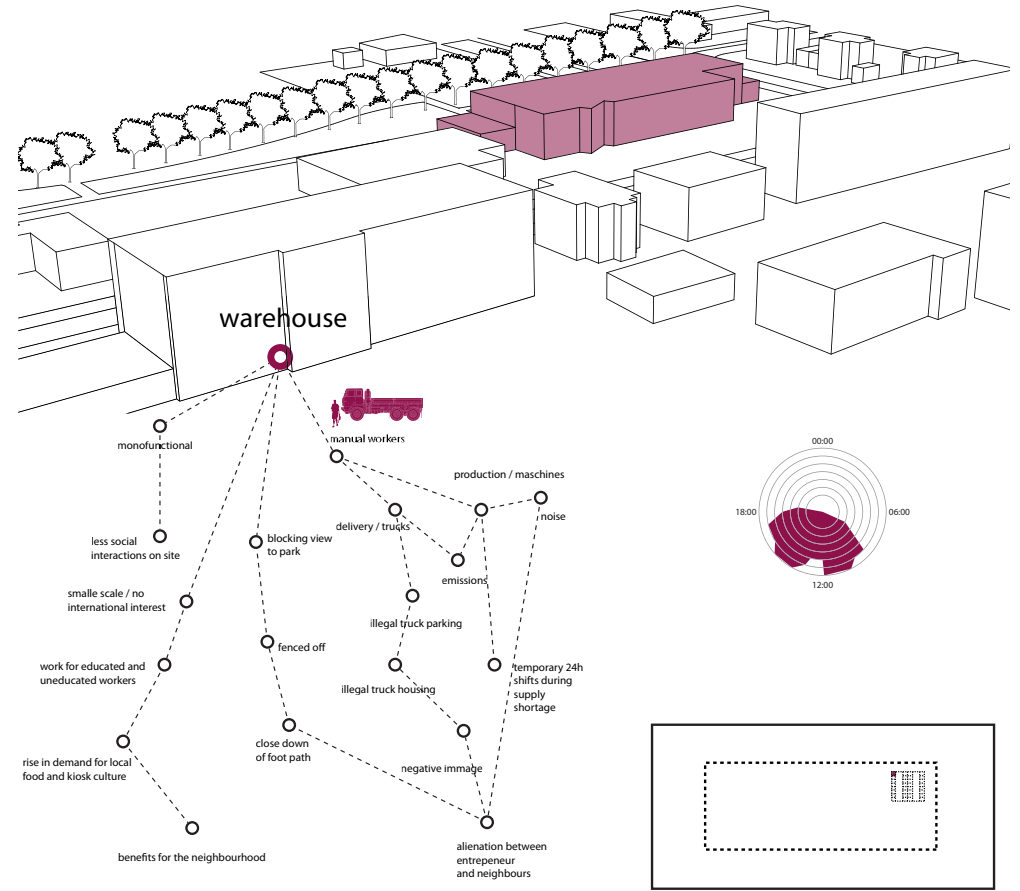 warehouse
manual workers
monofunctional
production / maschines
noise
delivery / trucks
less social
interactions on site
blocking view
to park
emissions
smalle scale / no
international interest
illegal truck parking
fenced off
work for educated and
uneducated workers
illegal truck housing
temporary 24h
shifts during
supply
shortage
close down
of foot path
rise in demand for local
food and kiosk culture
negative immage
benefits for the neighbourhood
alienation between
entrepeneur
and neighbours
00:00
18:00
06:00
12:00